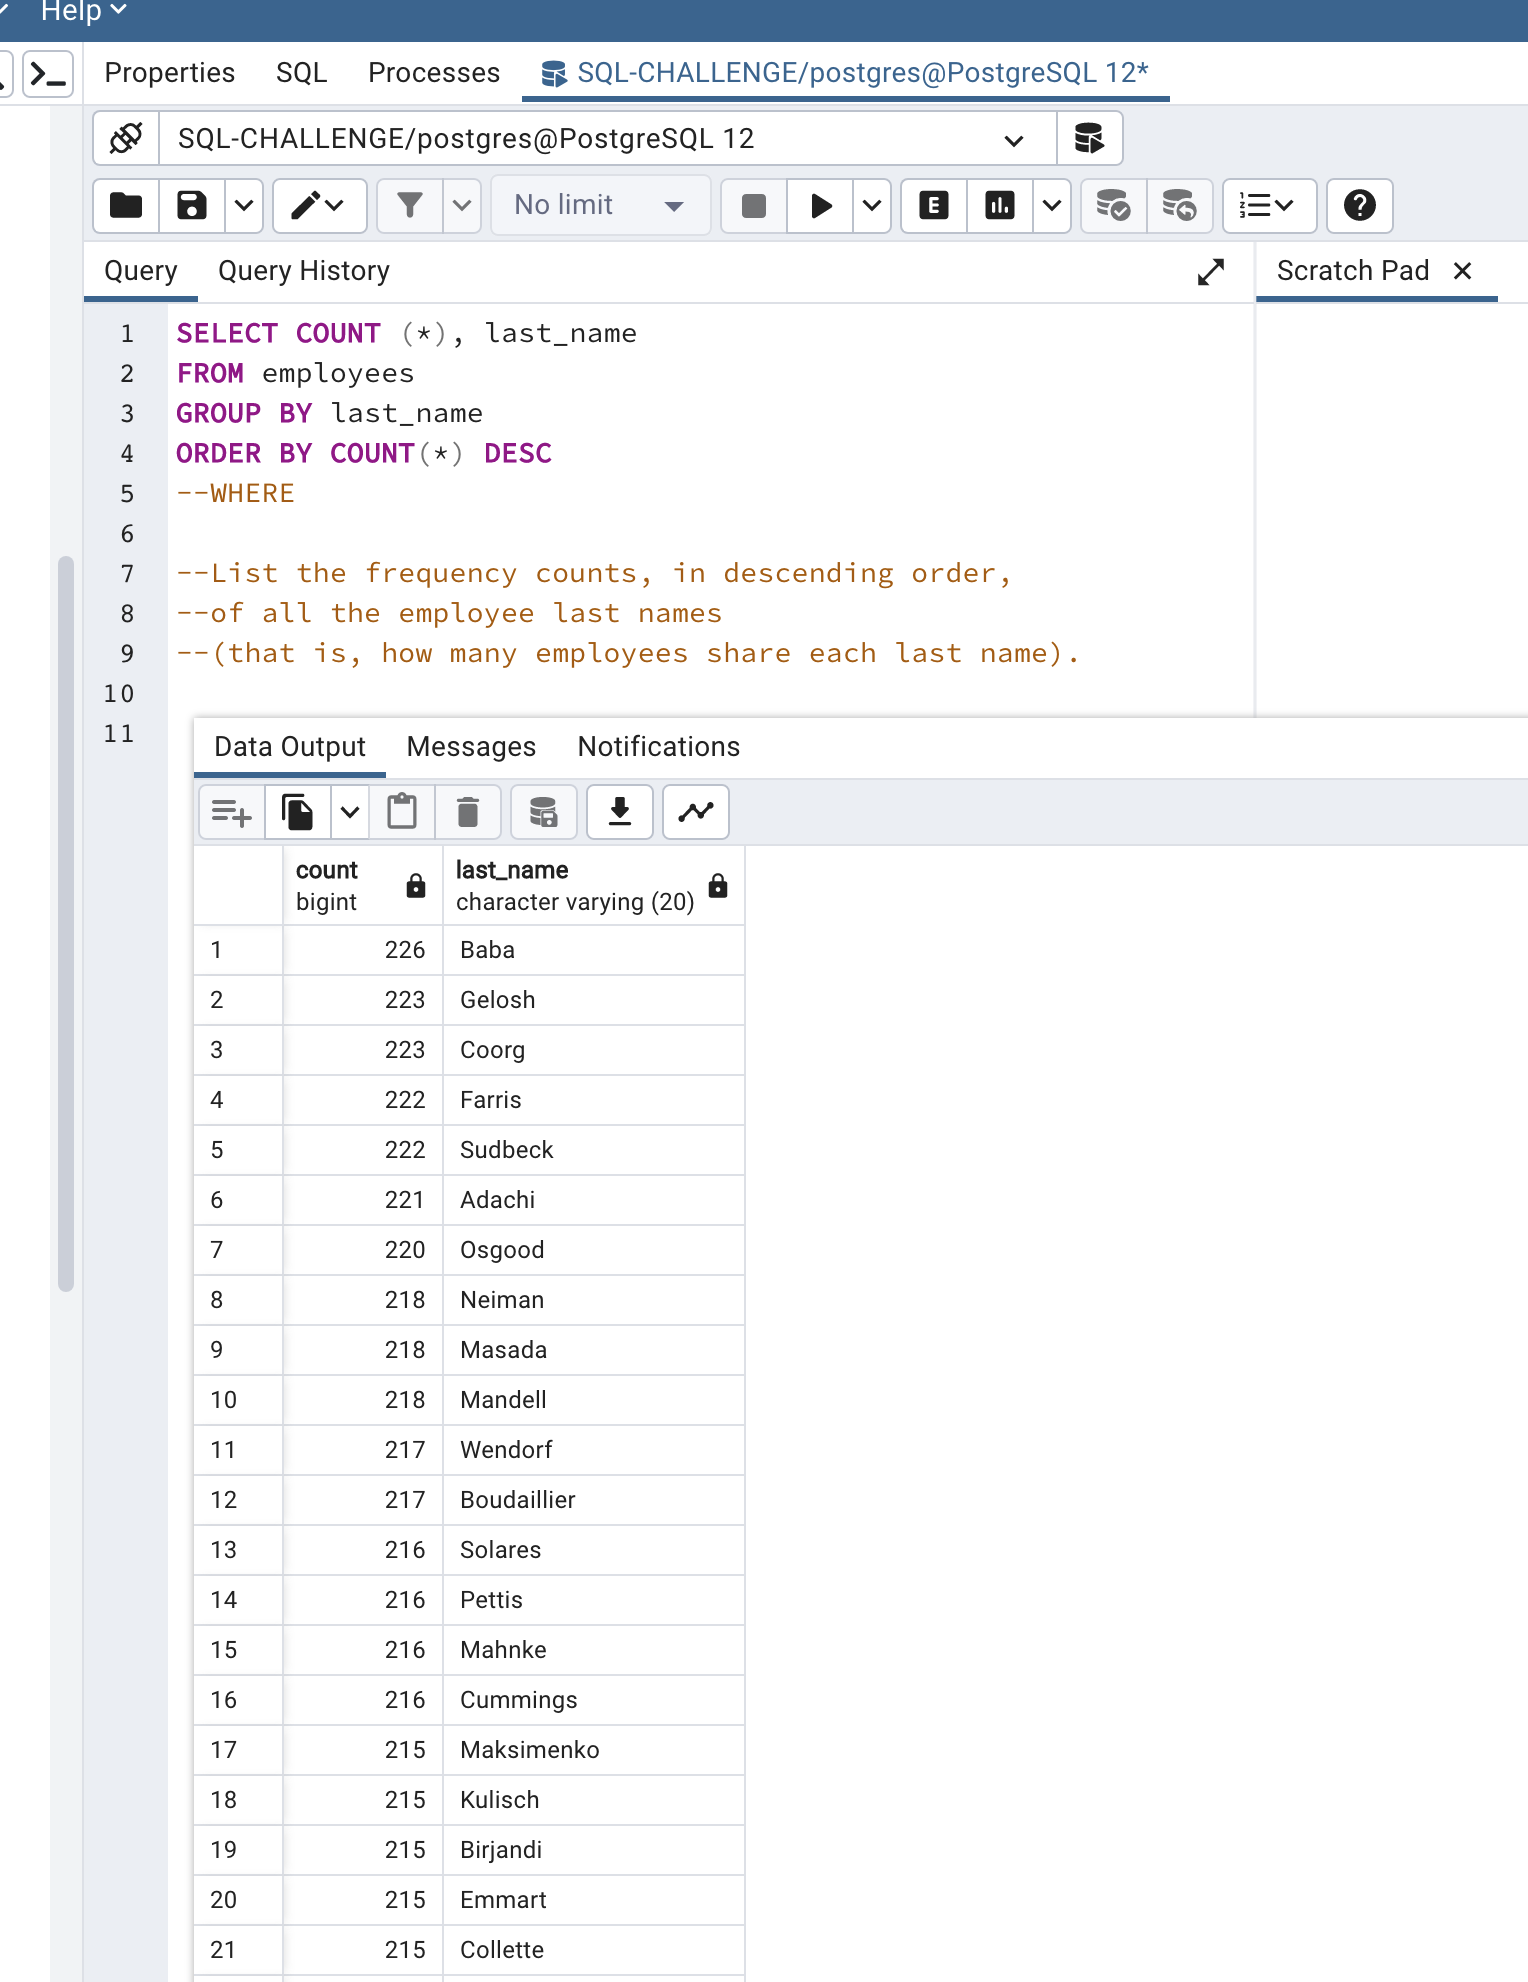 Help
Properties SQL Processes SQL-CHALLENGE/postgres@PostgreSQL 12*
SQL-CHALLENGE/postgres@PostgreSQL 12
No limit E
Query Query History Scratch Pad
1 SELECT COUNT (*), last_name
2 FROM employees
3 GROUP BY last_name
4 ORDER BY COUNT(*) DESC
5 --WHERE
6
7 --List the frequency counts, in descending order,
8 --of all the employee last names
9 --(that is, how many employees share each last name).
10
11
Data Output Messages Notifications
count last_name
bigint character varying (20)
1 226 Baba
2 223 Gelosh
3 223 Coorg
4 222 Farris
5 222 Sudbeck
6 221 Adachi
7 220 Osgood
8 218 Neiman
9 218 Masada
10 218 Mandell
11 217 Wendorf
12 217 Boudaillier
13 216 Solares
14 216 Pettis
15 216 Mahnke
16 216 Cummings
17 215 Maksimenko
18 215 Kulisch
19 215 Birjandi
20 215 Emmart
21 215 Collette